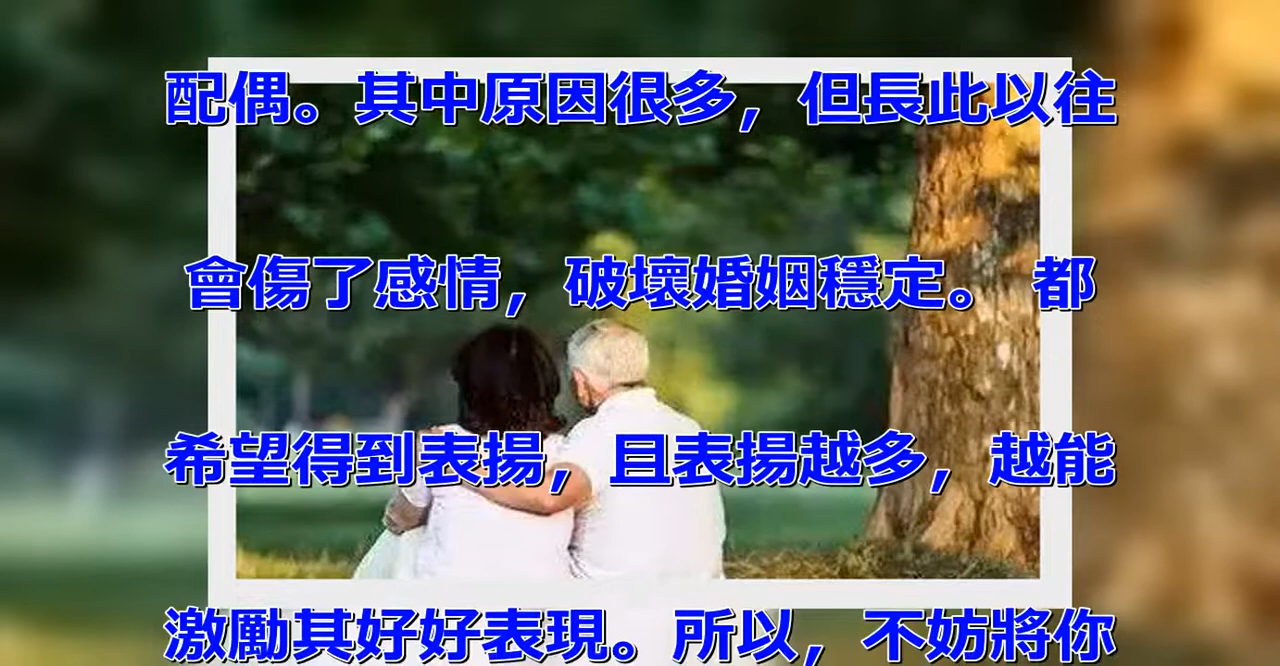 配偶。其中原因很多，但長此以往
會傷了感情，破壞婚姻穩定。 都
希望得到表揚，且表揚越多，越能
激勵其好好表現。所以，不妨將你